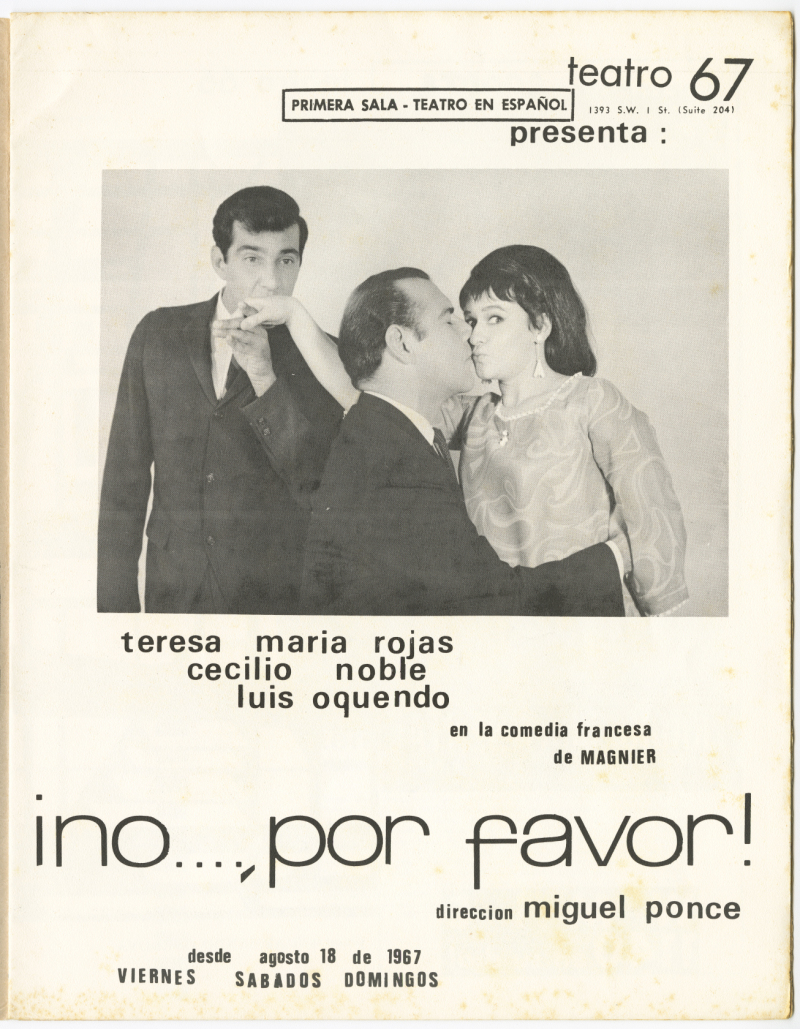 teatro 67
PRIMERA SALA - TEATRO EN ESPAÑOL
1393 S.W. 1 St. (Suite 204)
presenta :
teresa maria rojas
cecilio noble
luis oquendo
en la comedia francesa
de MAGNIER
¡no....,por favor!
direccion miguel ponce
desde agosto 18 de 1967
VIERNES SABADOS DOMINGOS